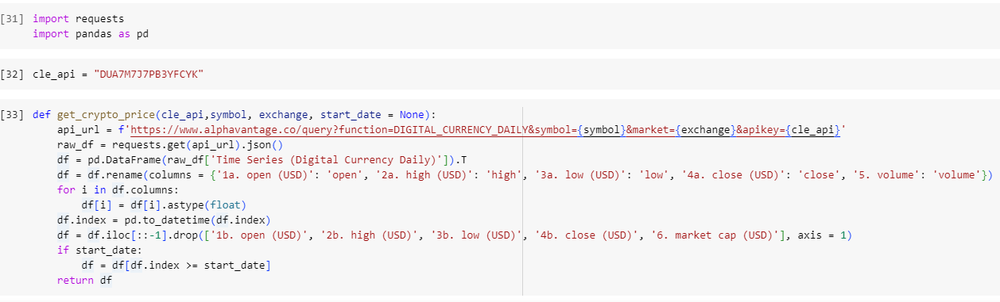 [31] import requests
import pandas as pd
[32] cle_api = "DUA7M7J7PB3YFCYK"
[33] def get_crypto_price(cle_api,symbol, exchange, start_date = None):
api_url = f'https://www.alphavantage.co/query?function=DIGITAL_CURRENCY_DAILY&symbol={symbol}&market={exchange}&apikey={cle_api}'
raw_df = requests.get(api_url).json()
df = pd.DataFrame(raw_df['Time Series (Digital Currency Daily)']).T
df = df.rename(columns = {'1a. open (USD)': 'open', '2a. high (USD)': 'high', '3a. low (USD)': 'low', '4a. close (USD)': 'close', '5. volume': 'volume'})
for i in df.columns:
df[i] = df[i].astype(float)
df.index = pd.to_datetime(df.index)
df = df.iloc[::-1].drop(['1b. open (USD)', '2b. high (USD)', '3b. low (USD)', '4b. close (USD)', '6. market cap (USD)'], axis = 1)
if start_date:
df = df[df.index >= start_date]
return df